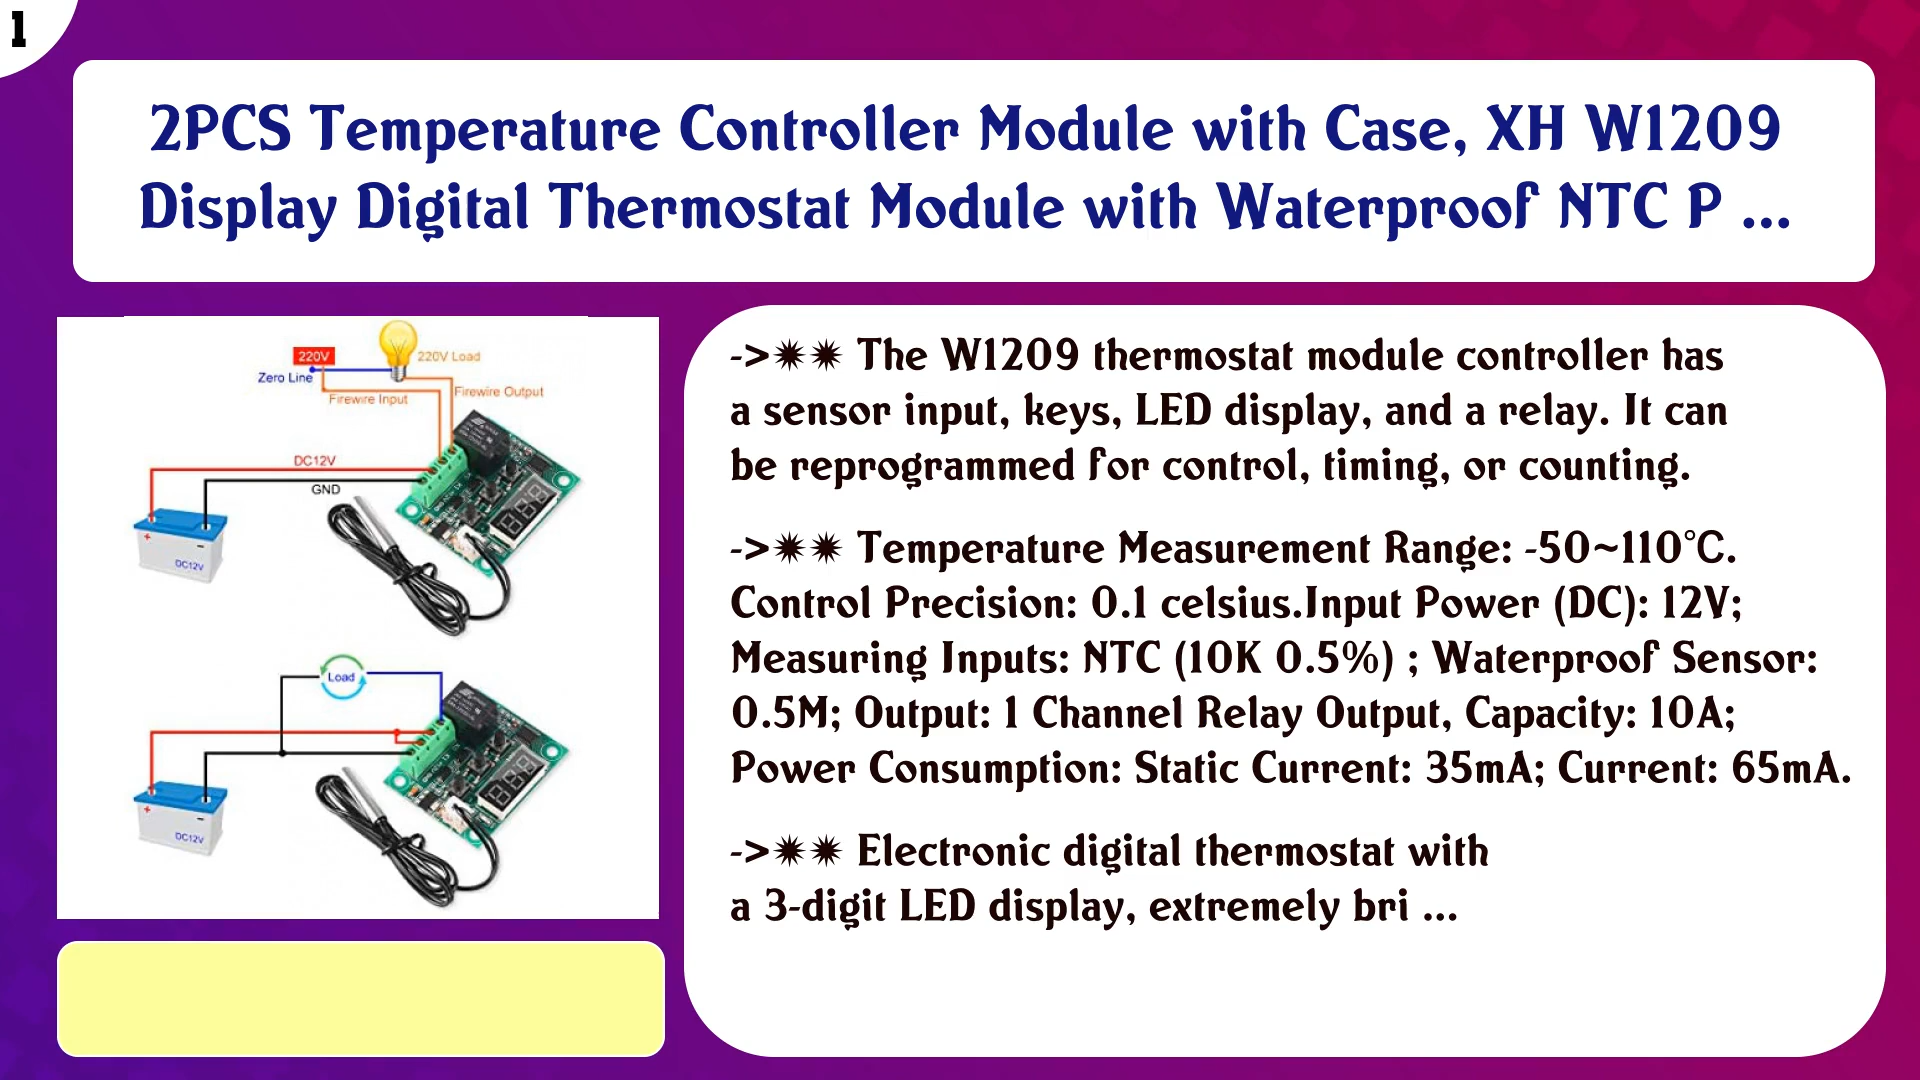 1
2PCS Temperature Controller Module with Case, XH W1209
Display Digital Thermostat Module with Waterproof NTC P ...
220V
220V Load
Zero Line
Firewire Input
Firewire Output
DC12V
GND
DC12V
Load
DC12V
->✷✷ The W1209 thermostat module controller has
a sensor input, keys, LED display, and a relay. It can
be reprogrammed for control, timing, or counting.
->✷✷ Temperature Measurement Range: -50~110℃.
Control Precision: 0.1 celsius.Input Power (DC): 12V;
Measuring Inputs: NTC (10K 0.5%) ; Waterproof Sensor:
0.5M; Output: 1 Channel Relay Output, Capacity: 10A;
Power Consumption: Static Current: 35mA; Current: 65mA.
->✷✷ Electronic digital thermostat with
a 3-digit LED display, extremely bri ...